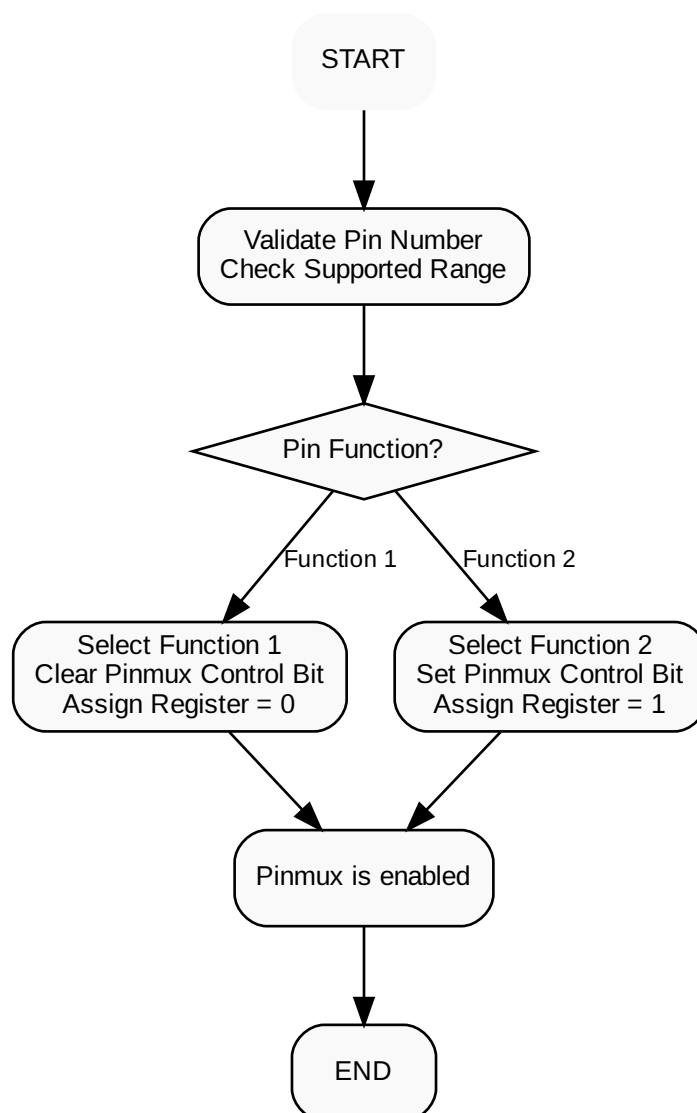 START
Validate Pin Number
Check Supported Range
Pin Function?
Function 1
Function 2
Select Function 1
Clear Pinmux Control Bit
Assign Register = 0
Select Function 2
Set Pinmux Control Bit
Assign Register = 1
Pinmux is enabled
END